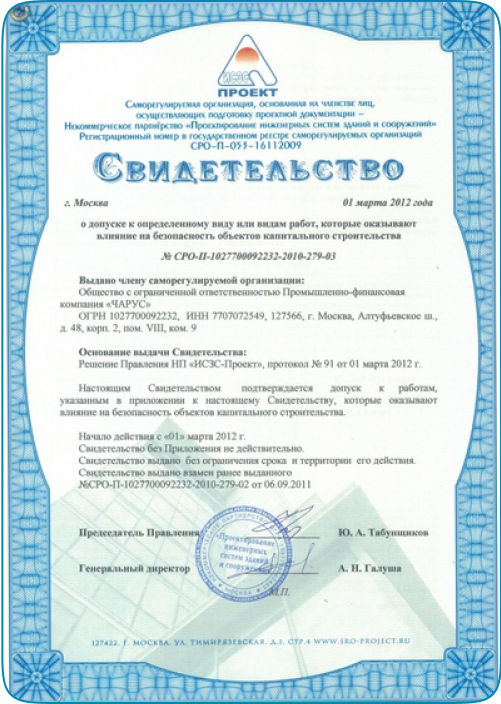 ИСЗС
ПРОЕКТ
Саморегулируемая организация, основанная на членстве лиц,
осуществляющих подготовку проектной документации –
Некоммерческое партнёрство «Проектирование инженерных систем зданий и сооружений»
Регистрационный номер в государственном реестре саморегулируемых организаций
СРО-П-053-16112009
Свидетельство
г. Москва 01 марта 2012 года
о допуске к определенному виду или видам работ, которые оказывают
влияние на безопасность объектов капитального строительства
№ СРО-П-1027700092232-2010-279-03
Выдано члену саморегулируемой организации:
Общество с ограниченной ответственностью Промышленно-финансовая
компания «ЧАРУС»
ОГРН 1027700092232, ИНН 7707072549, 127566, г. Москва, Алтуфьевское ш.,
д. 48, корп. 2, пом. VIII, ком. 9
Основание выдачи Свидетельства:
Решение Правления НП «ИСЗС-Проект», протокол № 91 от 01 марта 2012 г.
Настоящим Свидетельством подтверждается допуск к работам,
указанным в приложении к настоящему Свидетельству, которые оказывают
влияние на безопасность объектов капитального строительства.
Начало действия с «01» марта 2012 г.
Свидетельство без Приложения не действительно.
Свидетельство выдано без ограничения срока и территории его действия.
Свидетельство выдано взамен ранее выданного
№СРО-П-1027700092232-2010-279-02 от 06.09.2011
Председатель Правления Ю. А. Табунщиков
«Проектирование
инженерных
систем зданий
и сооружений»
Генеральный директор А. Н. Галуша
М.П.
127422, Г. МОСКВА, УЛ. ТИМИРЯЗЕВСКАЯ, Д.1, СТР.4 WWW.SRO-PROJECT.RU